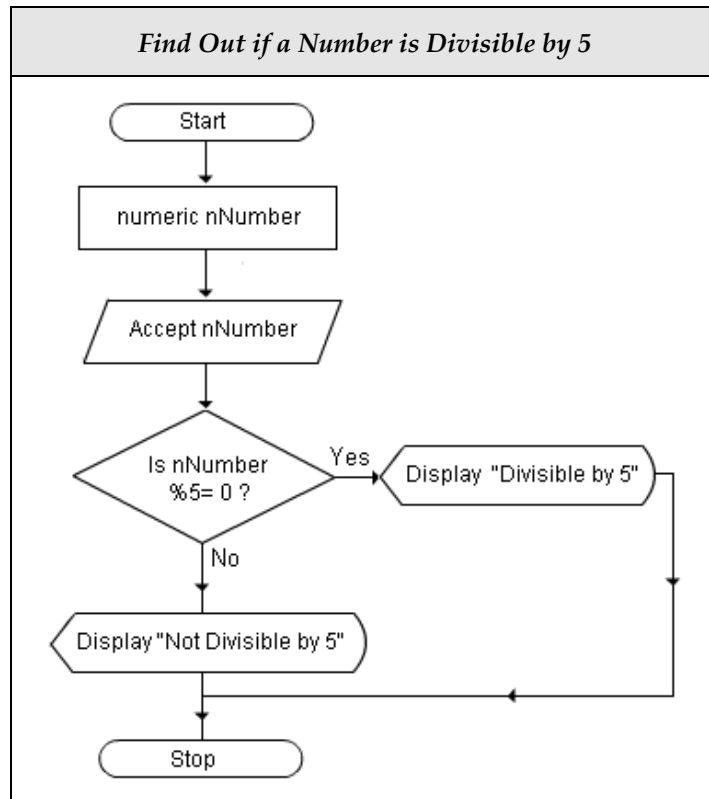 Find Out if a Number is Divisible by 5
Start
numeric nNumber
Accept nNumber
Is nNumber
%5= 0 ?
Yes
Display "Divisible by 5"
No
Display "Not Divisible by 5"
Stop